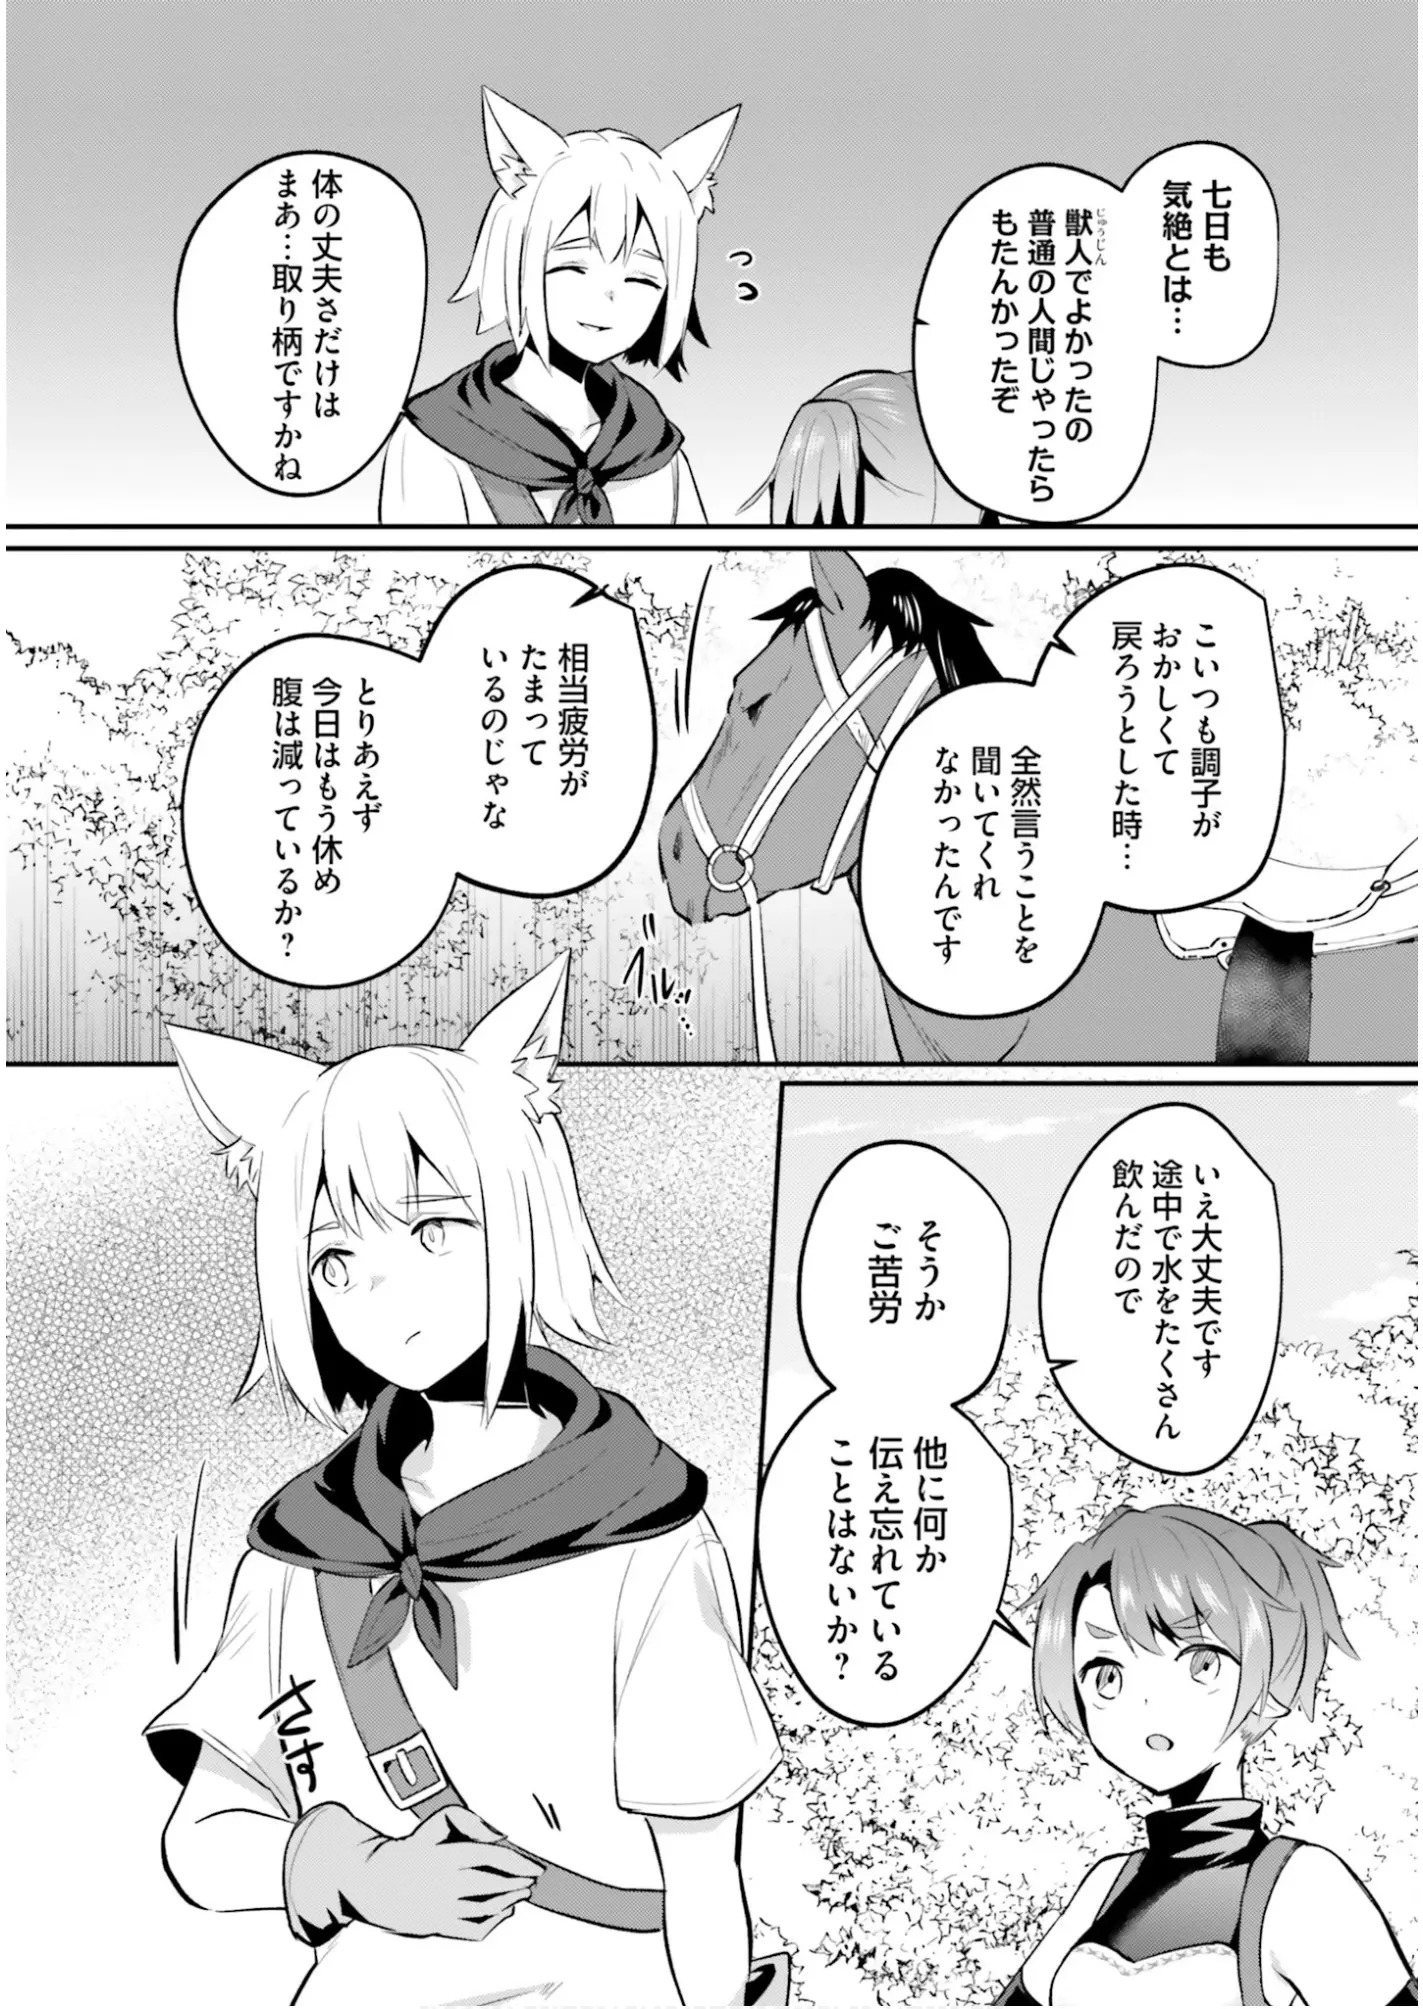 七日も
気絶とは…
獣人でよかったの
じゅうじん
普通の人間じゃったら
もたんかったぞ
体の丈夫さだけは
まあ…取り柄ですかね
こいつも調子が
おかしくて
戻ろうとした時…
全然言うことを
聞いてくれ
なかったんです
ブルル…
相当疲労が
たまって
いるのじゃな
とりあえず
今日はもう休め
腹は減っているか?
いえ大丈夫です
途中で水をたくさん
飲んだので
そうか
ご苦労
他に何か
伝え忘れている
ことはないか?
さすさす